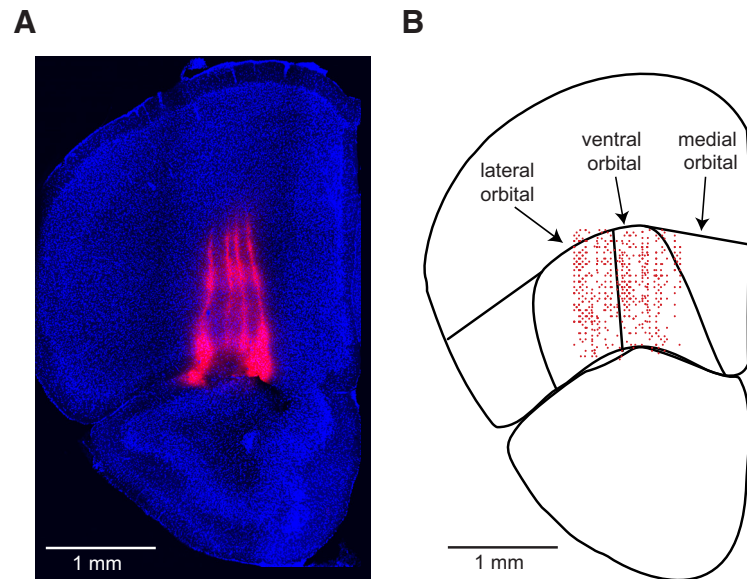 A
B
ventral
orbital
medial
orbital
lateral
orbital
1 mm
1 mm